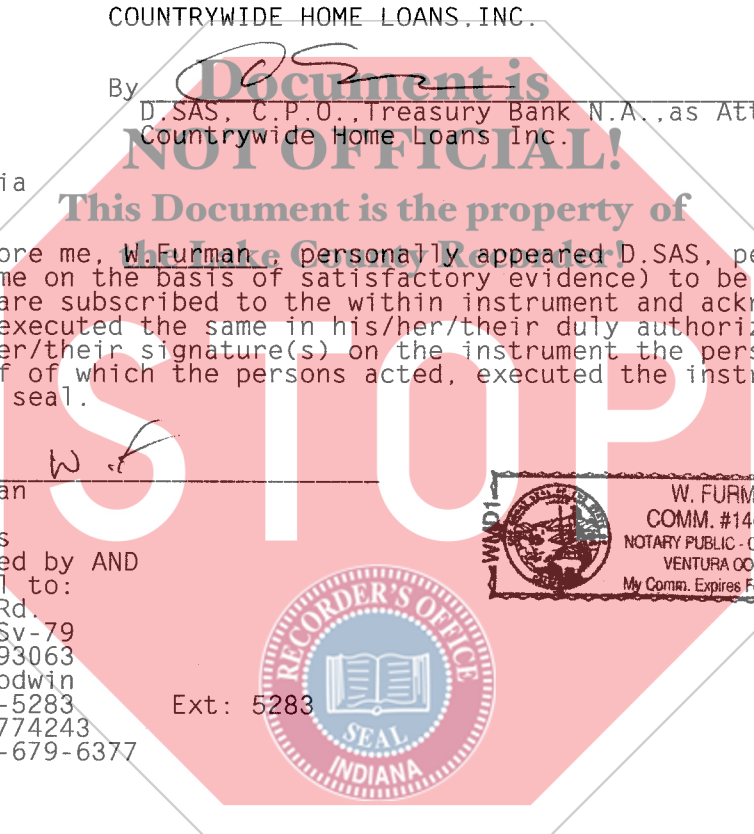 COUNTRYWIDE HOME LOANS,INC.
Document is
By
D.SAS, C.P.O.,Treasury Bank N.A.,as Att
Countrywide Home Loans Inc.
NOT OFFICIAL!
ia
This Document is the property of
the Lake County Recorder!
ore me, W.Furman , personally appeared D.SAS, pe
me on the basis of satisfactory evidence) to be
are subscribed to the within instrument and ackn
executed the same in his/her/their duly authoriz
er/their signature(s) on the instrument the pers
f of which the persons acted, executed the instr
seal.
STOP
an
WMD1
W. FURM
COMM. #14
NOTARY PUBLIC - C
VENTURA CO
My Comm. Expires F
s
ed by AND
l to:
Rd.
Sv-79
93063
odwin
-5283 Ext: 5283
774243
-679-6377
RECORDER'S OFFICE
SEAL
INDIANA